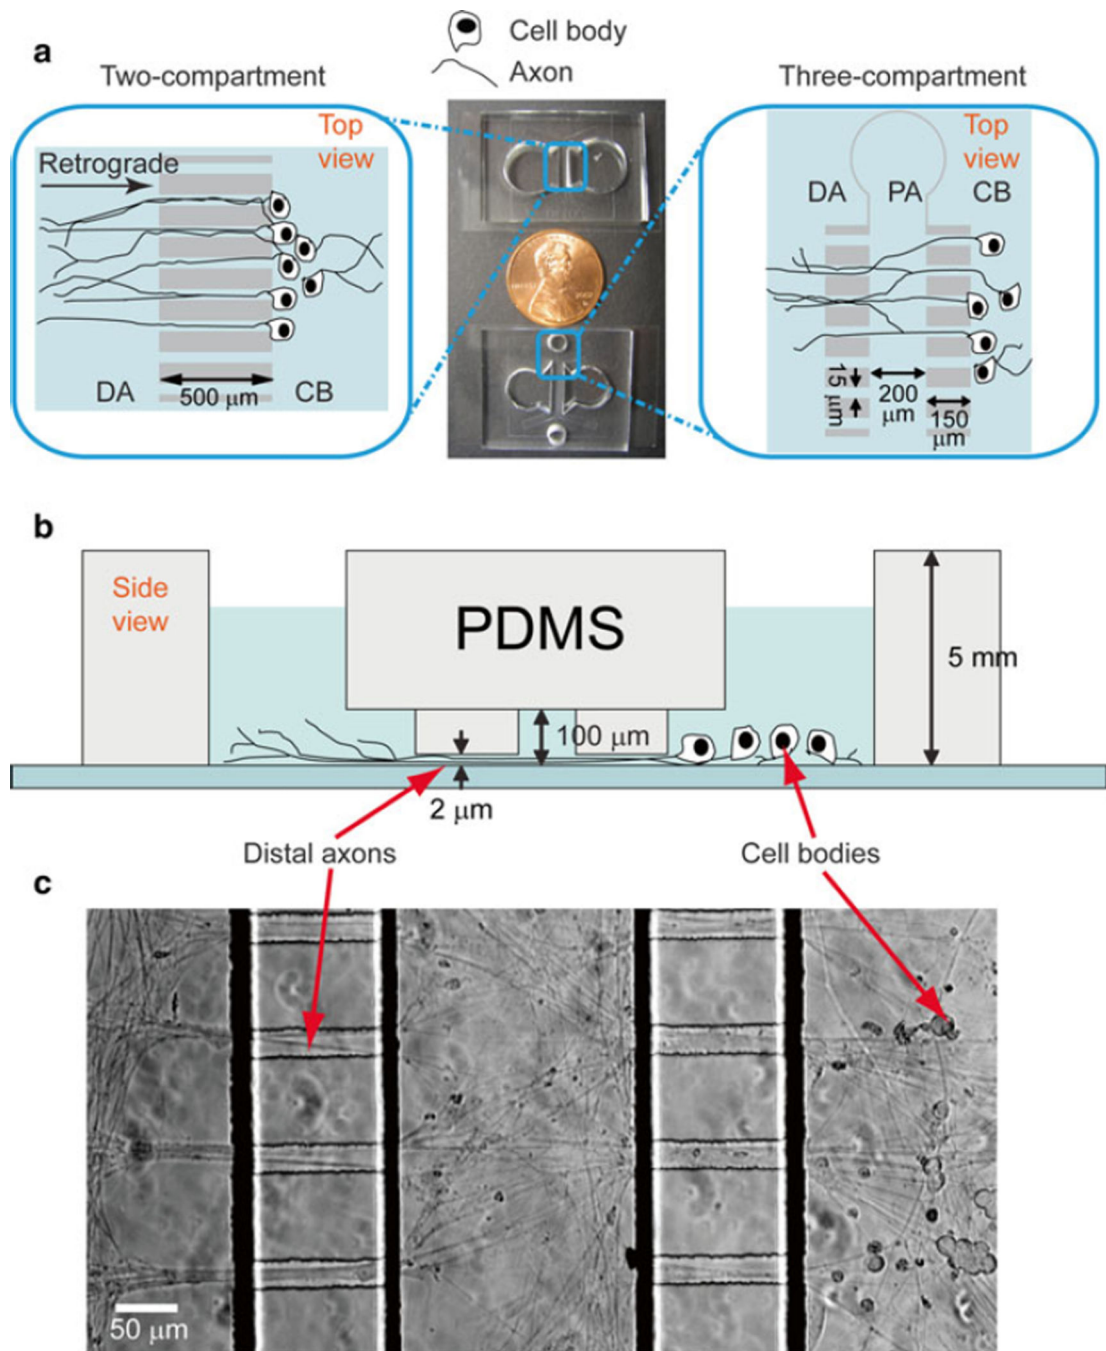 a
Cell body
Axon
Two-compartment
Three-compartment
Top
view
Retrograde
DA
CB
500 μm
Top
view
DA
PA
CB
15 μm
200
μm
150
μm
b
Side
view
PDMS
5 mm
100 μm
2 μm
Distal axons
Cell bodies
c
50 μm